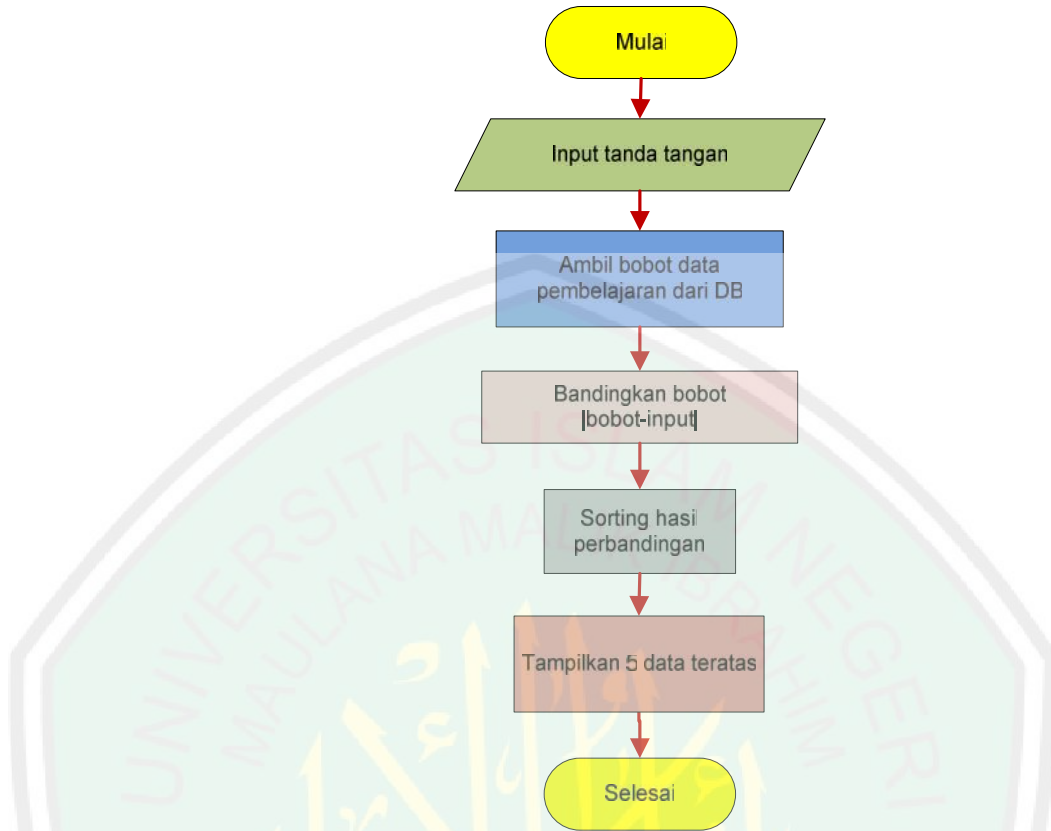 Mulai
Input tanda tangan
Ambil bobot data
pembelajaran dari DB
Bandingkan bobot
|bobot-input|
Sorting hasi
perbandingan
Tampilkan 5 data teratas
Selesai
UNIVERSITAS ISLAM NEGERI
MAULANA MALIK IBRAHIM